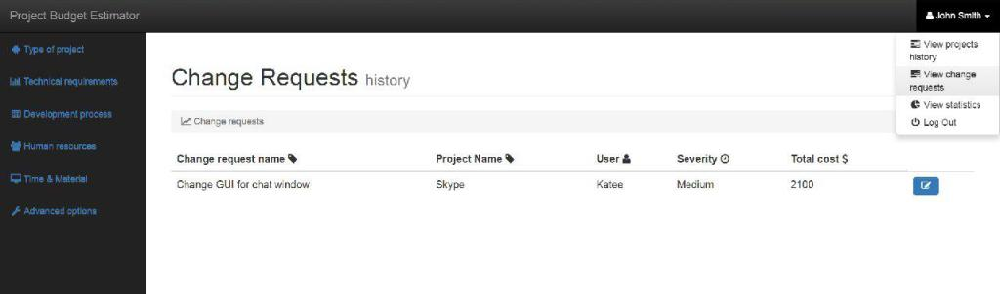 Project Budget Estimator
John Smith
Type of project
Technical requirements
Development process
Human resources
Time & Material
Advanced options
View projects
history
View change
requests
View statistics
Log Out
Change Requests history
Change requests
Change request name Project Name User Severity Total cost $
Change GUI for chat window Skype Katee Medium 2100